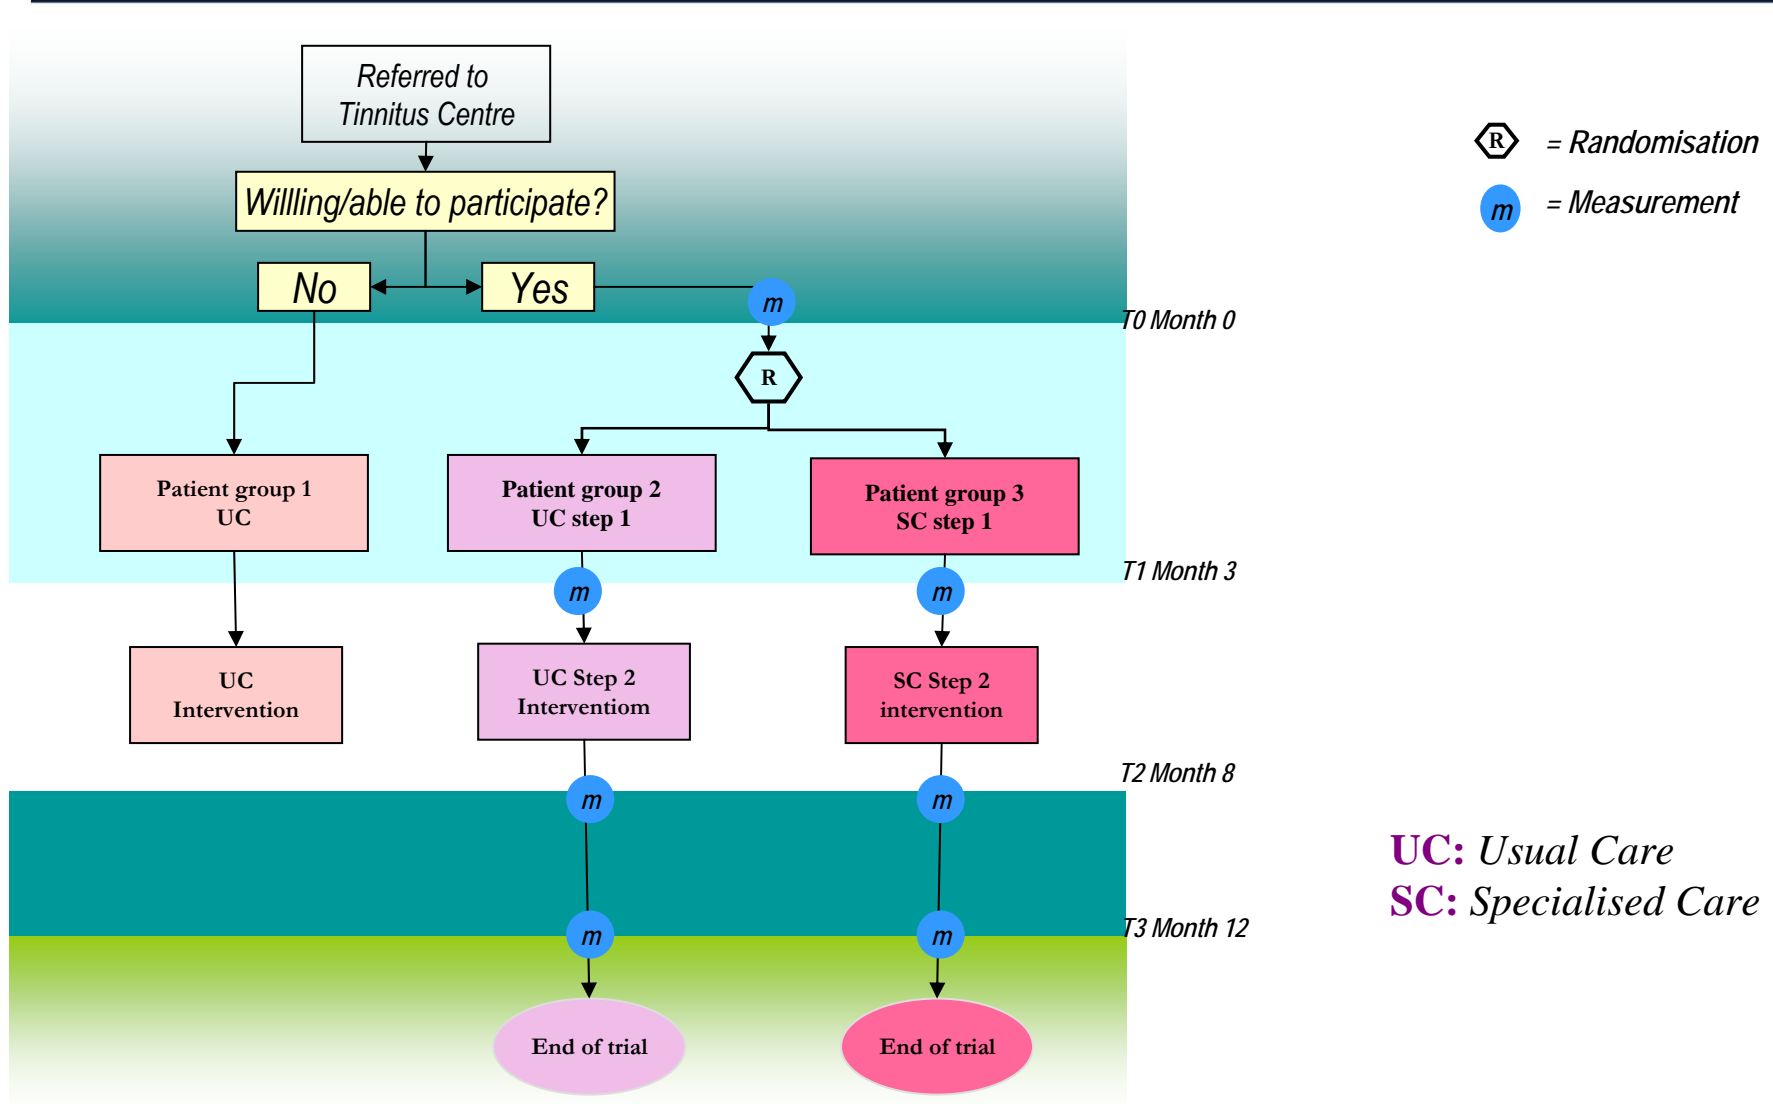 Referred to
Tinnitus Centre
Willling/able to participate?
No
Yes
m
T0 Month 0
R
Patient group 1
UC
Patient group 2
UC step 1
Patient group 3
SC step 1
T1 Month 3
m
m
UC
Intervention
UC Step 2
Interventiom
SC Step 2
intervention
T2 Month 8
m
m
T3 Month 12
m
m
End of trial
End of trial
R = Randomisation
m = Measurement
UC: Usual Care
SC: Specialised Care